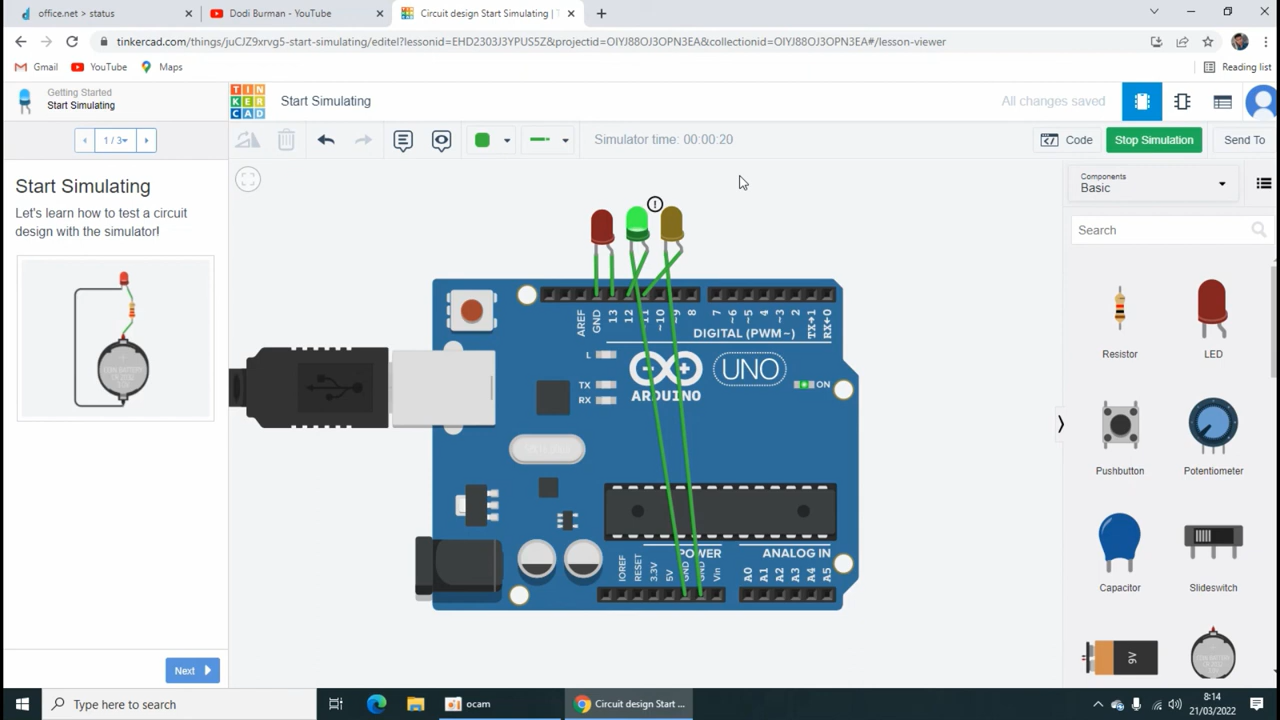 office.net > status
Dodi Burman - YouTube
Circuit design Start Simulating | T
tinkercad.com/things/juCJZ9xrvg5-start-simulating/editel?lessonid=EHD2303J3YPUS5Z&projectid=OIYJ88OJ3OPN3EA&collectionid=OIYJ88OJ3OPN3EA#/lesson-viewer
Gmail
YouTube
Maps
Reading list
Getting Started
Start Simulating
TIN
KER
CAD
Start Simulating
All changes saved
1 / 3
Simulator time: 00:00:20
Code
Stop Simulation
Send To
Start Simulating
Let's learn how to test a circuit
design with the simulator!
Components
Basic
Search
Resistor
LED
Pushbutton
Potentiometer
Capacitor
Slideswitch
9V
!
AREF
GND
13
12
11
~10
~9
8
7
~6
~5
4
~3
2
TX→1
RX←0
DIGITAL (PWM~)
L
TX
RX
ARDUINO
UNO
ON
POWER
ANALOG IN
IOREF
RESET
3.3V
5V
GND
GND
Vin
A0
A1
A2
A3
A4
A5
Next
Type here to search
ocam
Circuit design Start ...
8:14
21/03/2022